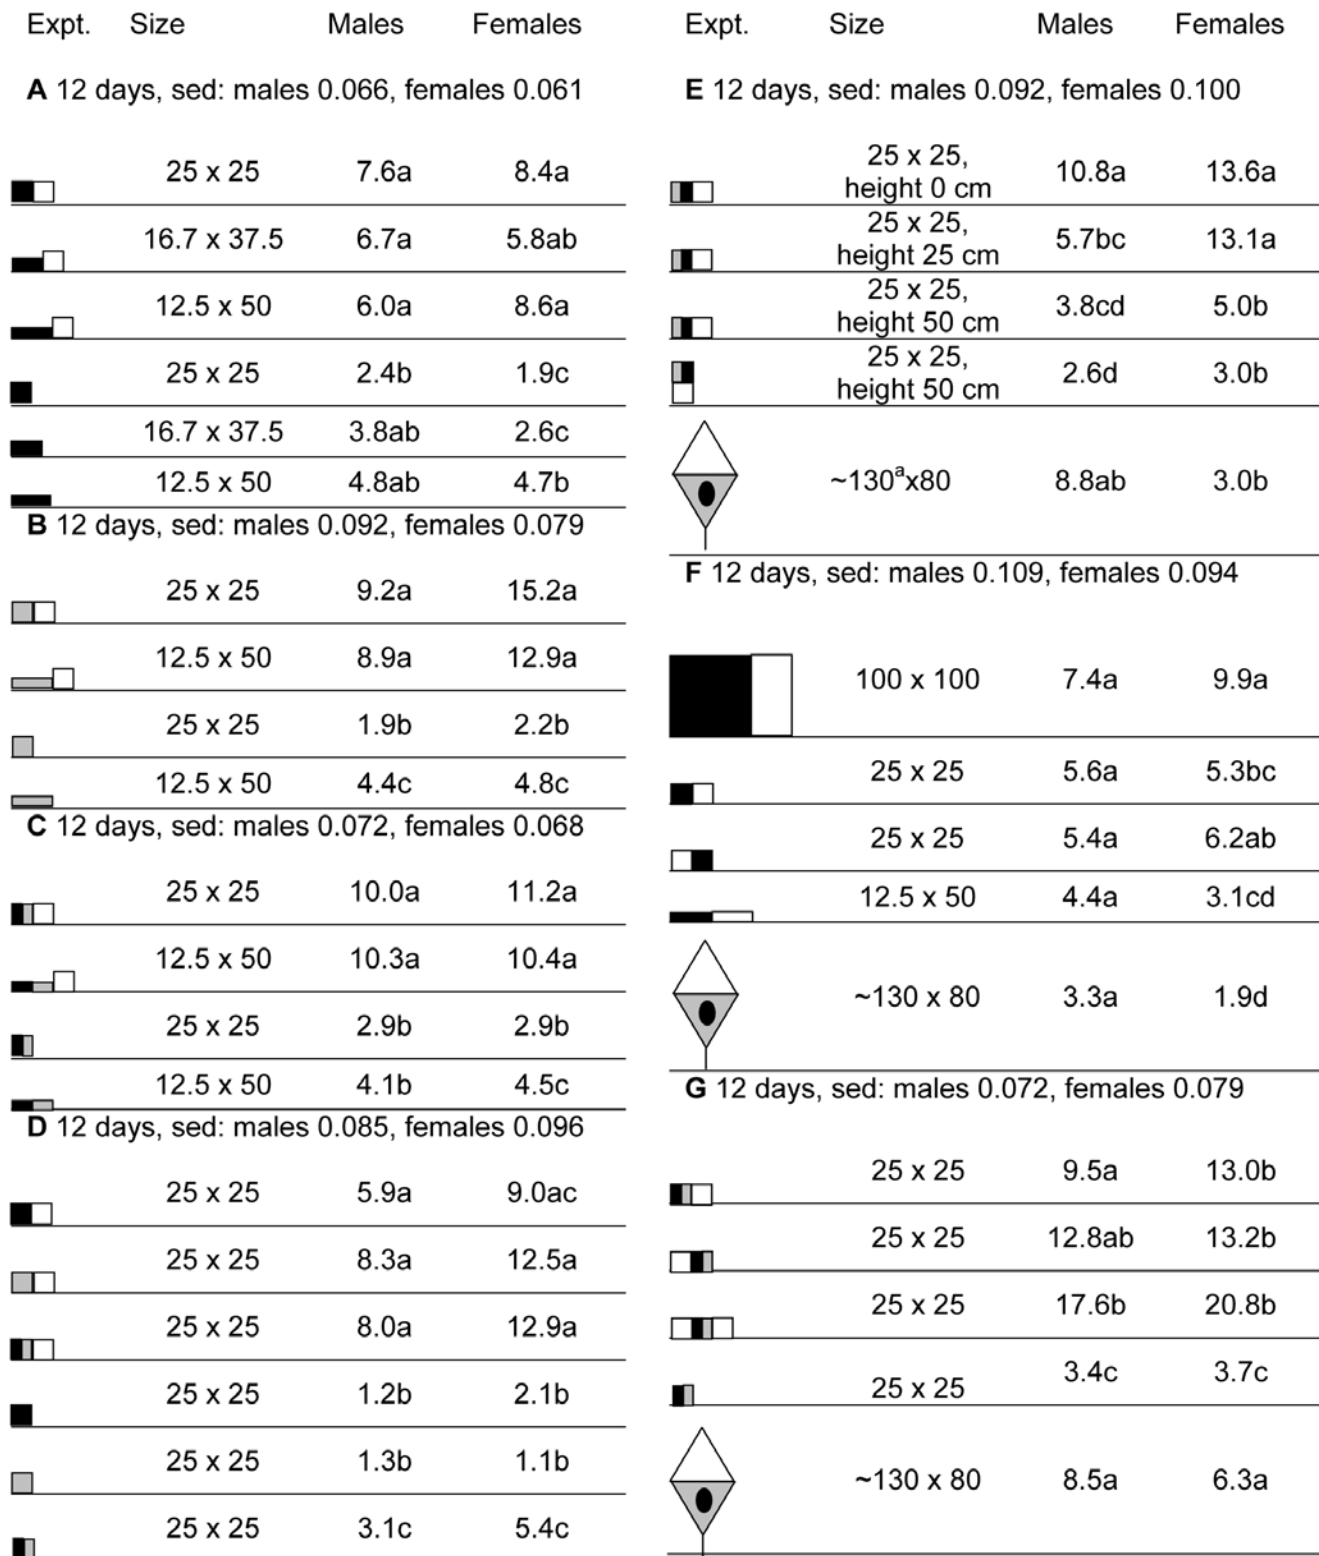 Expt. Size Males Females
A 12 days, sed: males 0.066, females 0.061
25 x 25 7.6a 8.4a
16.7 x 37.5 6.7a 5.8ab
12.5 x 50 6.0a 8.6a
25 x 25 2.4b 1.9c
16.7 x 37.5 3.8ab 2.6c
12.5 x 50 4.8ab 4.7b
B 12 days, sed: males 0.092, females 0.079
25 x 25 9.2a 15.2a
12.5 x 50 8.9a 12.9a
25 x 25 1.9b 2.2b
12.5 x 50 4.4c 4.8c
C 12 days, sed: males 0.072, females 0.068
25 x 25 10.0a 11.2a
12.5 x 50 10.3a 10.4a
25 x 25 2.9b 2.9b
12.5 x 50 4.1b 4.5c
D 12 days, sed: males 0.085, females 0.096
25 x 25 5.9a 9.0ac
25 x 25 8.3a 12.5a
25 x 25 8.0a 12.9a
25 x 25 1.2b 2.1b
25 x 25 1.3b 1.1b
25 x 25 3.1c 5.4c
Expt. Size Males Females
E 12 days, sed: males 0.092, females 0.100
25 x 25,
height 0 cm 10.8a 13.6a
25 x 25,
height 25 cm 5.7bc 13.1a
25 x 25,
height 50 cm 3.8cd 5.0b
25 x 25,
height 50 cm 2.6d 3.0b
~130ᵃx80 8.8ab 3.0b
F 12 days, sed: males 0.109, females 0.094
100 x 100 7.4a 9.9a
25 x 25 5.6a 5.3bc
25 x 25 5.4a 6.2ab
12.5 x 50 4.4a 3.1cd
~130 x 80 3.3a 1.9d
G 12 days, sed: males 0.072, females 0.079
25 x 25 9.5a 13.0b
25 x 25 12.8ab 13.2b
25 x 25 17.6b 20.8b
25 x 25 3.4c 3.7c
~130 x 80 8.5a 6.3a